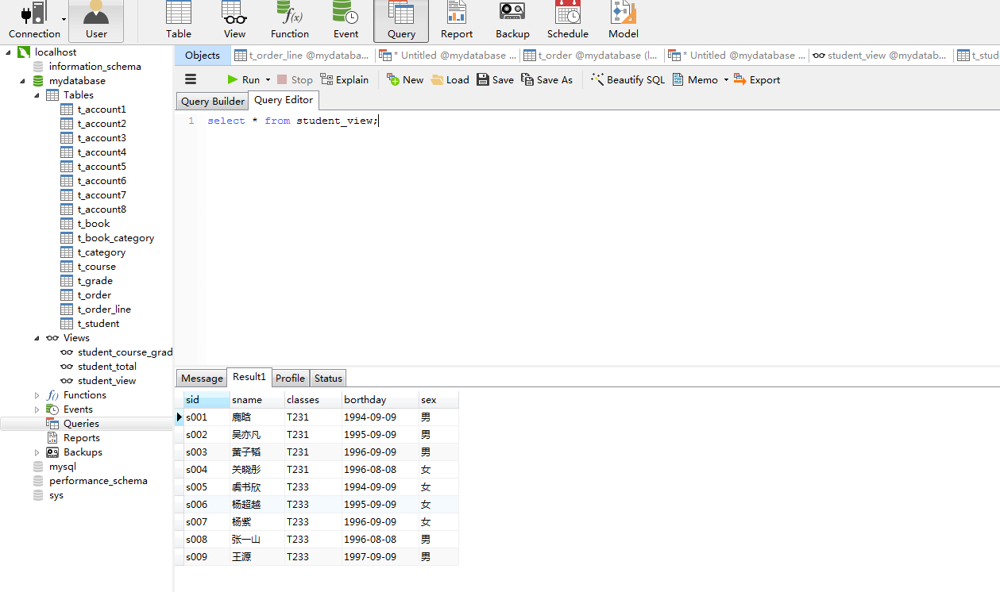 Connection User Table View Function Event Query Report Backup Schedule Model
Objects t_order_line @mydataba... * Untitled @mydatabase ... t_order @mydatabase (l... * Untitled @mydatabase ... student_view @mydatab... t_stud
Run Stop Explain New Load Save Save As Beautify SQL Memo Export
Query Builder Query Editor
1 select * from student_view;
localhost
information_schema
mydatabase
Tables
t_account1
t_account2
t_account3
t_account4
t_account5
t_account6
t_account7
t_account8
t_book
t_book_category
t_category
t_course
t_grade
t_order
t_order_line
t_student
Views
student_course_grad
student_total
student_view
Functions
Events
Queries
Reports
Backups
mysql
performance_schema
sys
Message Result1 Profile Status
sid sname classes borthday sex
s001 鹿晗 T231 1994-09-09 男
s002 吴亦凡 T231 1995-09-09 男
s003 黄子韬 T231 1996-09-09 男
s004 关晓彤 T231 1996-08-08 女
s005 虞书欣 T233 1994-09-09 女
s006 杨超越 T233 1995-09-09 女
s007 杨紫 T233 1996-09-09 女
s008 张一山 T233 1996-08-08 男
s009 王源 T233 1997-09-09 男